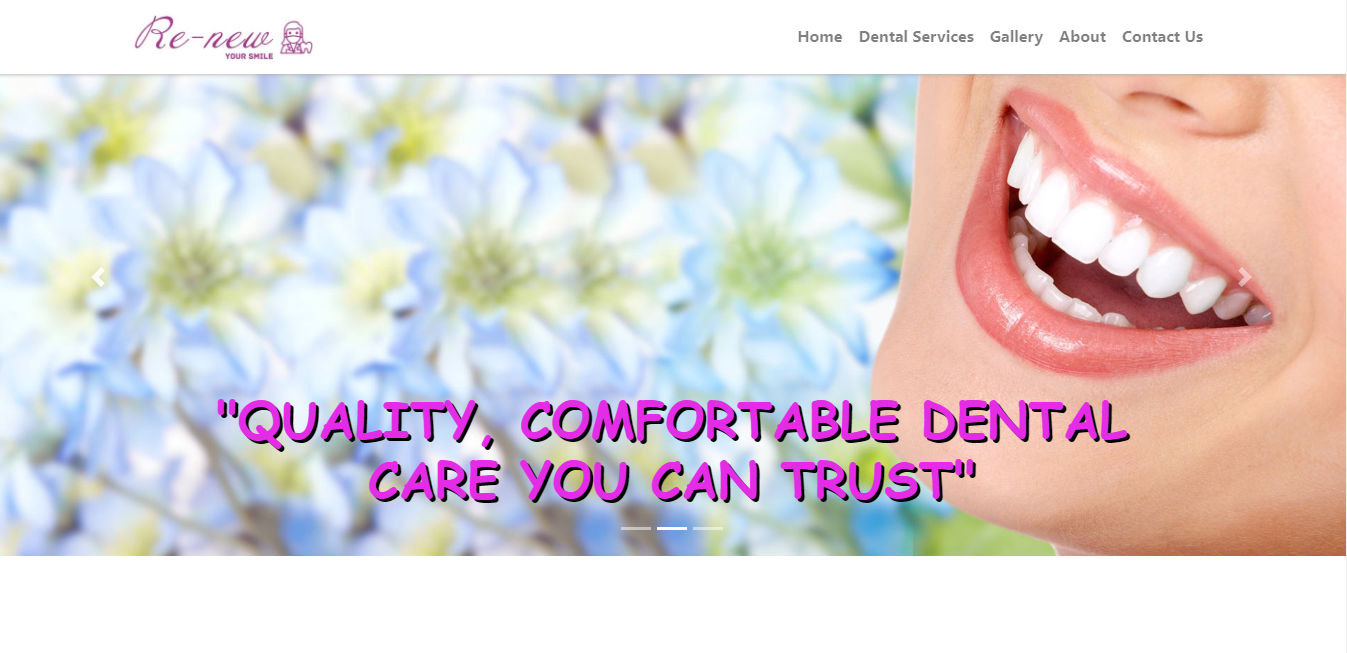 Re-new
YOUR SMILE
Home Dental Services Gallery About Contact Us
"QUALITY, COMFORTABLE DENTAL
CARE YOU CAN TRUST"